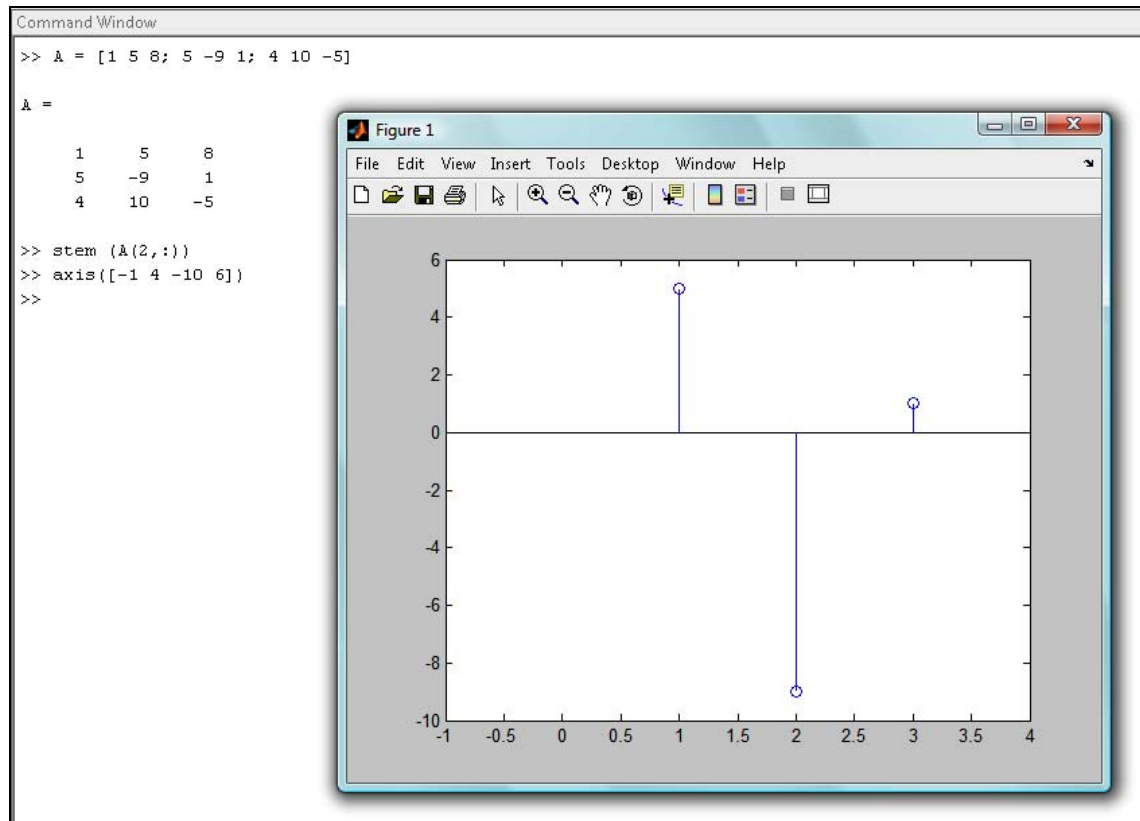 Command Window
>> A = [1 5 8; 5 -9 1; 4 10 -5]
A =
1 5 8
5 -9 1
4 10 -5
>> stem (A(2,:))
>> axis([-1 4 -10 6])
>>
Figure 1
File Edit View Insert Tools Desktop Window Help
6
4
2
0
-2
-4
-6
-8
-10
-1 -0.5 0 0.5 1 1.5 2 2.5 3 3.5 4